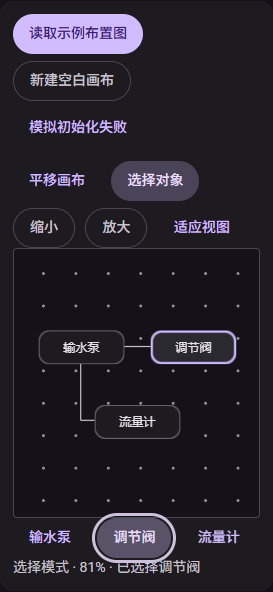 读取示例布置图
新建空白画布
模拟初始化失败
平移画布 选择对象
缩小 放大 适应视图
输水泵 调节阀
流量计
输水泵 调节阀 流量计
选择模式 · 81% · 已选择调节阀